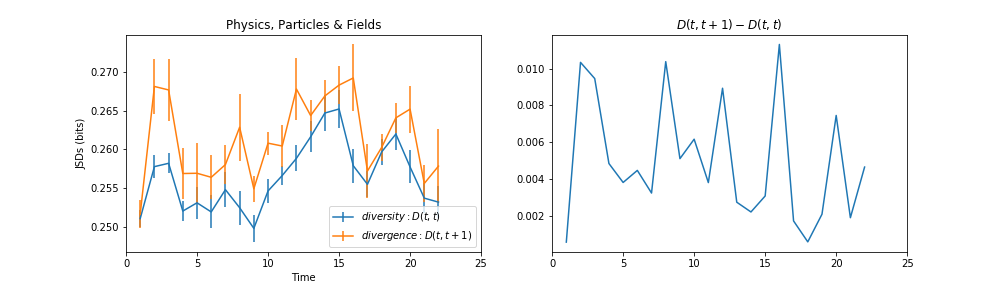 Physics, Particles & Fields
0.270
0.265
0.260
0.255
0.250
JSDs (bits)
0 5 10 15 20 25
Time
diversity: D(t, t)
divergence: D(t, t + 1)
D(t, t + 1) − D(t, t)
0.010
0.008
0.006
0.004
0.002
0 5 10 15 20 25